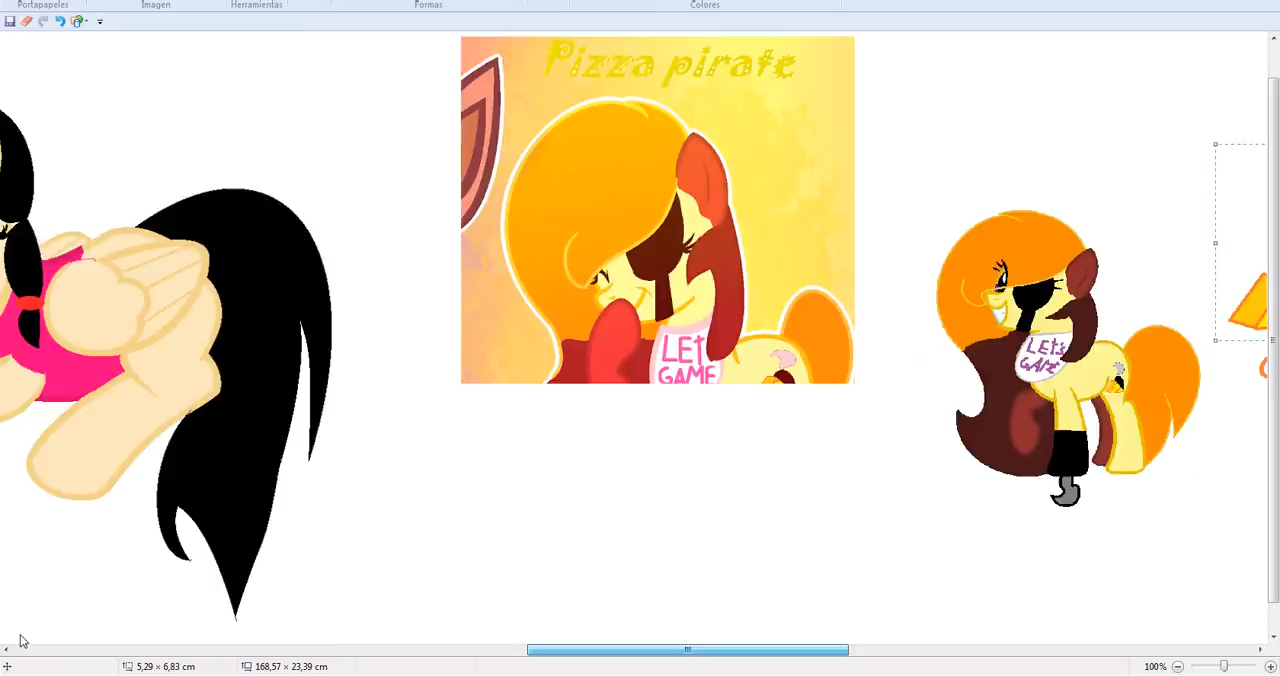 Portapapeles Imagen Herramientas Formas Colores
Pizza pirate
LET
GAME
LET'S
GAME
5,29 × 6,83 cm 168,57 × 23,39 cm 100%